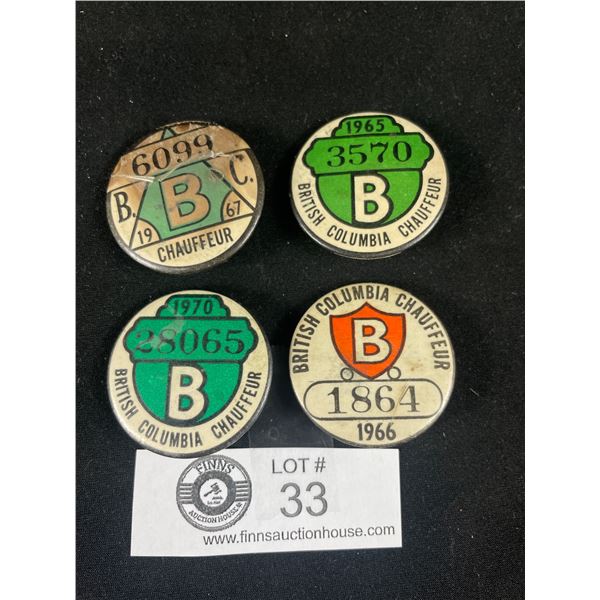 6099
B. B C.
19 67
CHAUFFEUR
1965
3570
B
BRITISH COLUMBIA CHAUFFEUR
1970
28065
B
BRITISH COLUMBIA CHAUFFEUR
BRITISH COLUMBIA CHAUFFEUR
B
1864
1966
FINNS
AUCTION HOUSE
LOT #
33
www.finnsauctionhouse.com